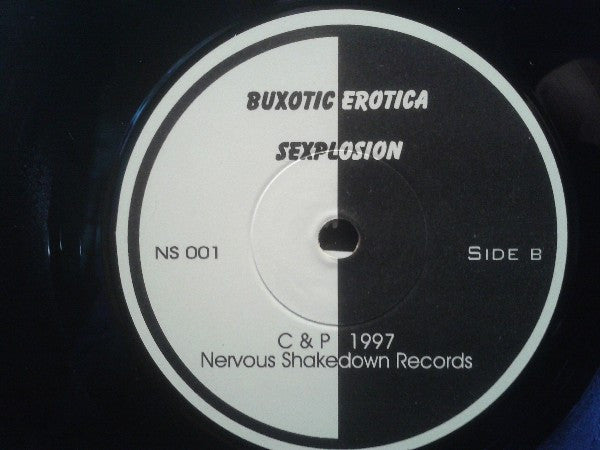 BUXOTIC EROTICA
SEXPLOSION
NS 001
SIDE B
C & P 1997
Nervous Shakedown Records